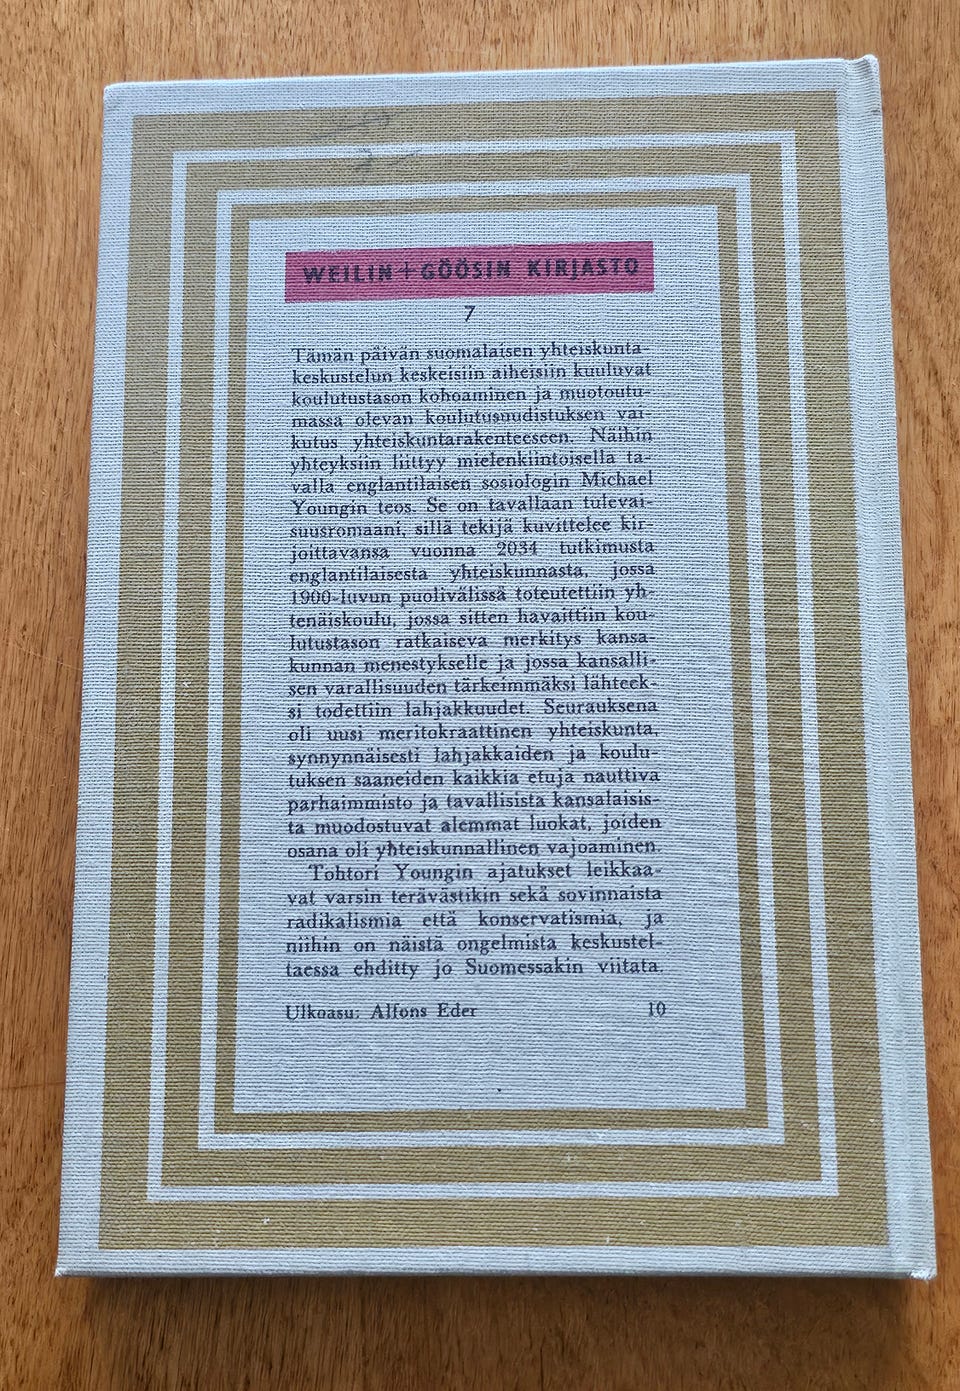 WEILIN+GÖÖSIN KIRJASTO
7
Tämän päivän suomalaisen yhteiskunta-
keskustelun keskeisiin aiheisiin kuuluvat
koulutustason kohoaminen ja muotoutu-
massa olevan koulutusuudistuksen vai-
kutus yhteiskuntarakenteeseen. Näihin
yhteyksiin liittyy mielenkiintoisella ta-
valla englantilaisen sosiologin Michael
Youngin teos. Se on tavallaan tulevai-
suusromaani, sillä tekijä kuvittelee kir-
joittavansa vuonna 2034 tutkimusta
englantilaisesta yhteiskunnasta, jossa
1900-luvun puolivälissä toteutettiin yh-
tenäiskoulu, jossa sitten havaittiin kou-
lutustason ratkaiseva merkitys kansa-
kunnan menestykselle ja jossa kansalli-
sen varallisuuden tärkeimmäksi lähteek-
si todettiin lahjakkuudet. Seurauksena
oli uusi meritokraattinen yhteiskunta,
synnynnäisesti lahjakkaiden ja koulu-
tuksen saaneiden kaikkia etuja nauttiva
parhaimmisto ja tavallisista kansalaisis-
ta muodostuvat alemmat luokat, joiden
osana oli yhteiskunnallinen vajoaminen.
Tohtori Youngin ajatukset leikkaa-
vat varsin terävästikin sekä sovinnaista
radikalismia että konservatismia, ja
niihin on näistä ongelmista keskustel-
taessa ehditty jo Suomessakin viitata.
Ulkoasu: Alfons Eder 10